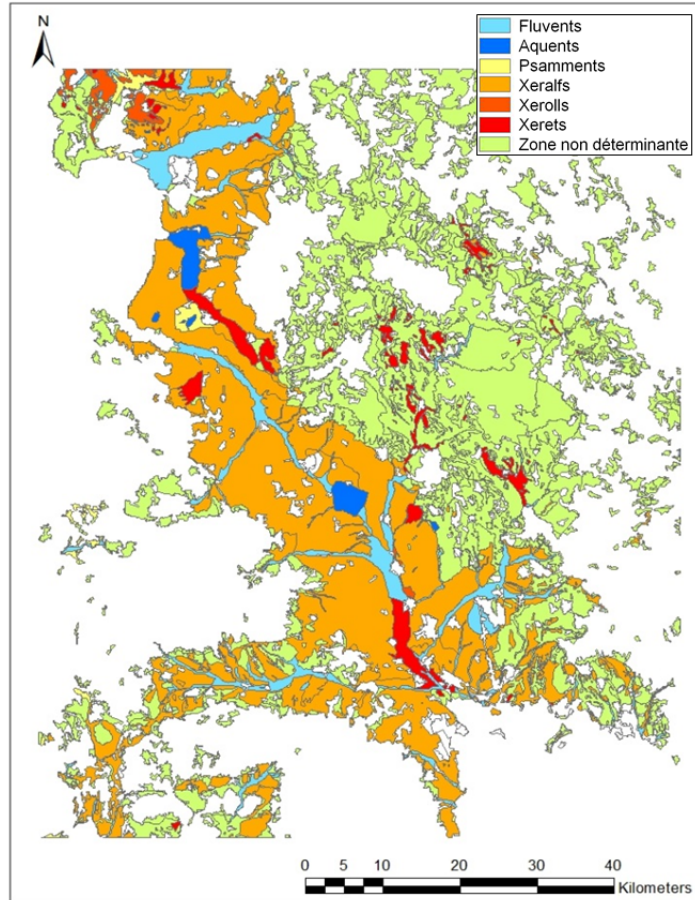 N
Fluvents
Aquents
Psamments
Xeralfs
Xerolls
Xerets
Zone non déterminante
0 5 10 20 30 40
Kilometers